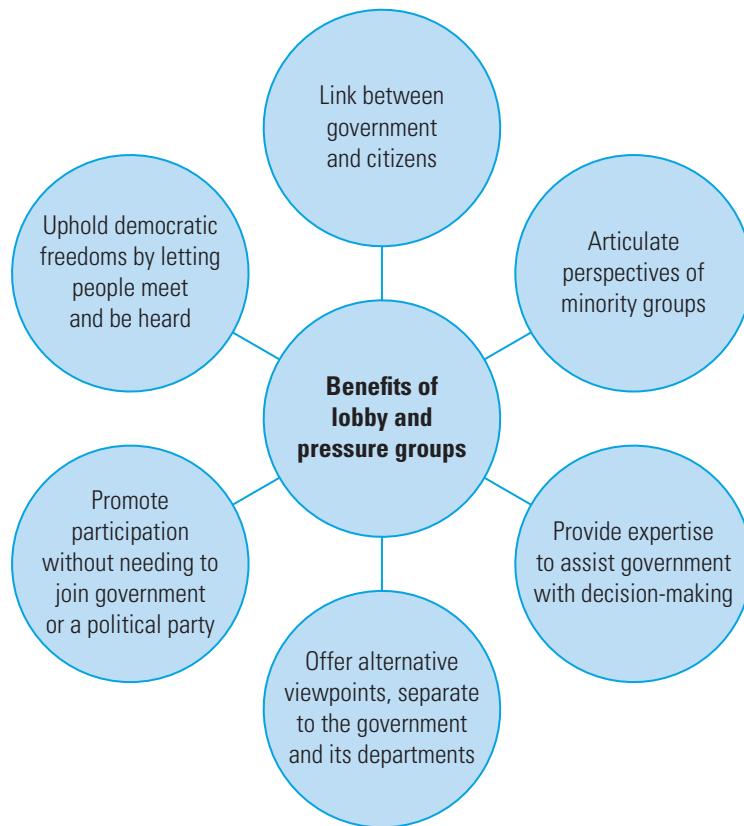 Link between
government
and citizens
Uphold democratic
freedoms by letting
people meet
and be heard
Articulate
perspectives of
minority groups
Benefits of
lobby and
pressure groups
Promote
participation
without needing to
join government
or a political party
Provide expertise
to assist government
with decision-making
Offer alternative
viewpoints, separate
to the government
and its departments